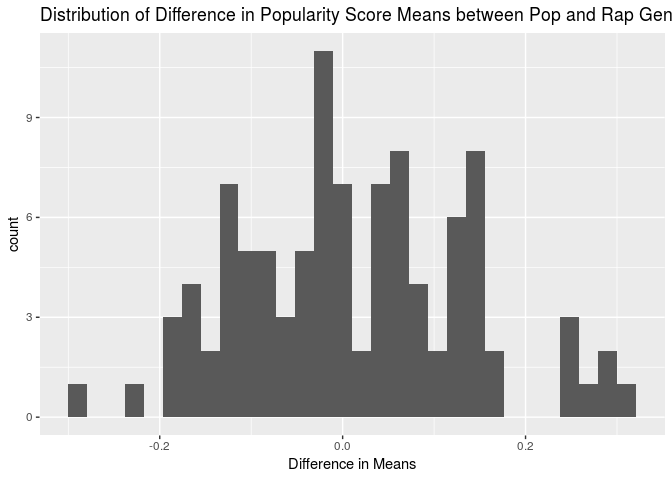 Distribution of Difference in Popularity Score Means between Pop and Rap Gen
9
6
3
0
count
-0.2
0.0
0.2
Difference in Means